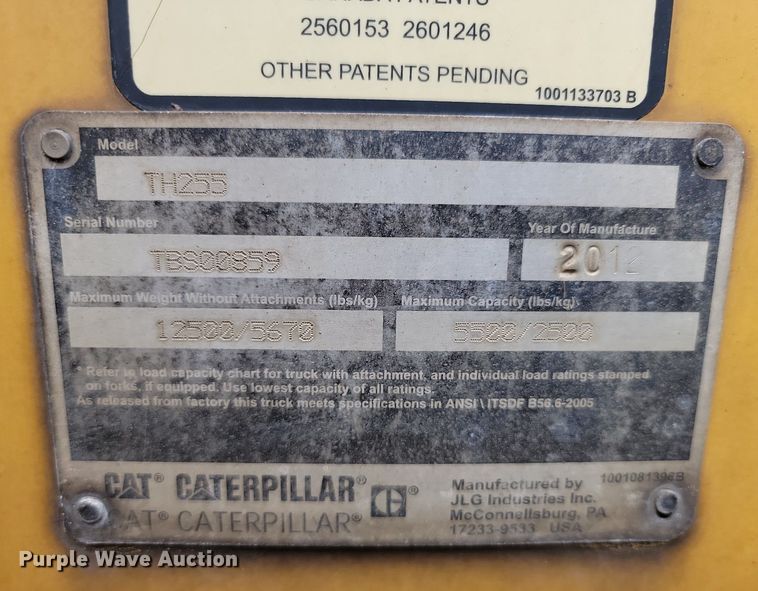 2560153 2601246
OTHER PATENTS PENDING
1001133703 B
Model
TH255
Serial Number
Year Of Manufacture
TBS00859
Maximum Weight Without Attachments (lbs/kg)
Maximum Capacity (lbs/kg)
12500/5670
5500/2500
* Refer to load capacity chart for truck with attachment, and individual load ratings stamped
on forks, if equipped. Use lowest capacity of all ratings.
As released from factory this truck meets specifications in ANSI \ ITSDF B56.6-2005
CAT® CATERPILLAR®
CAT® CATERPILLAR®
Manufactured by
JLG Industries Inc.
McConnellsburg, PA
17233-9533 USA
1001081396B
Purple Wave Auction